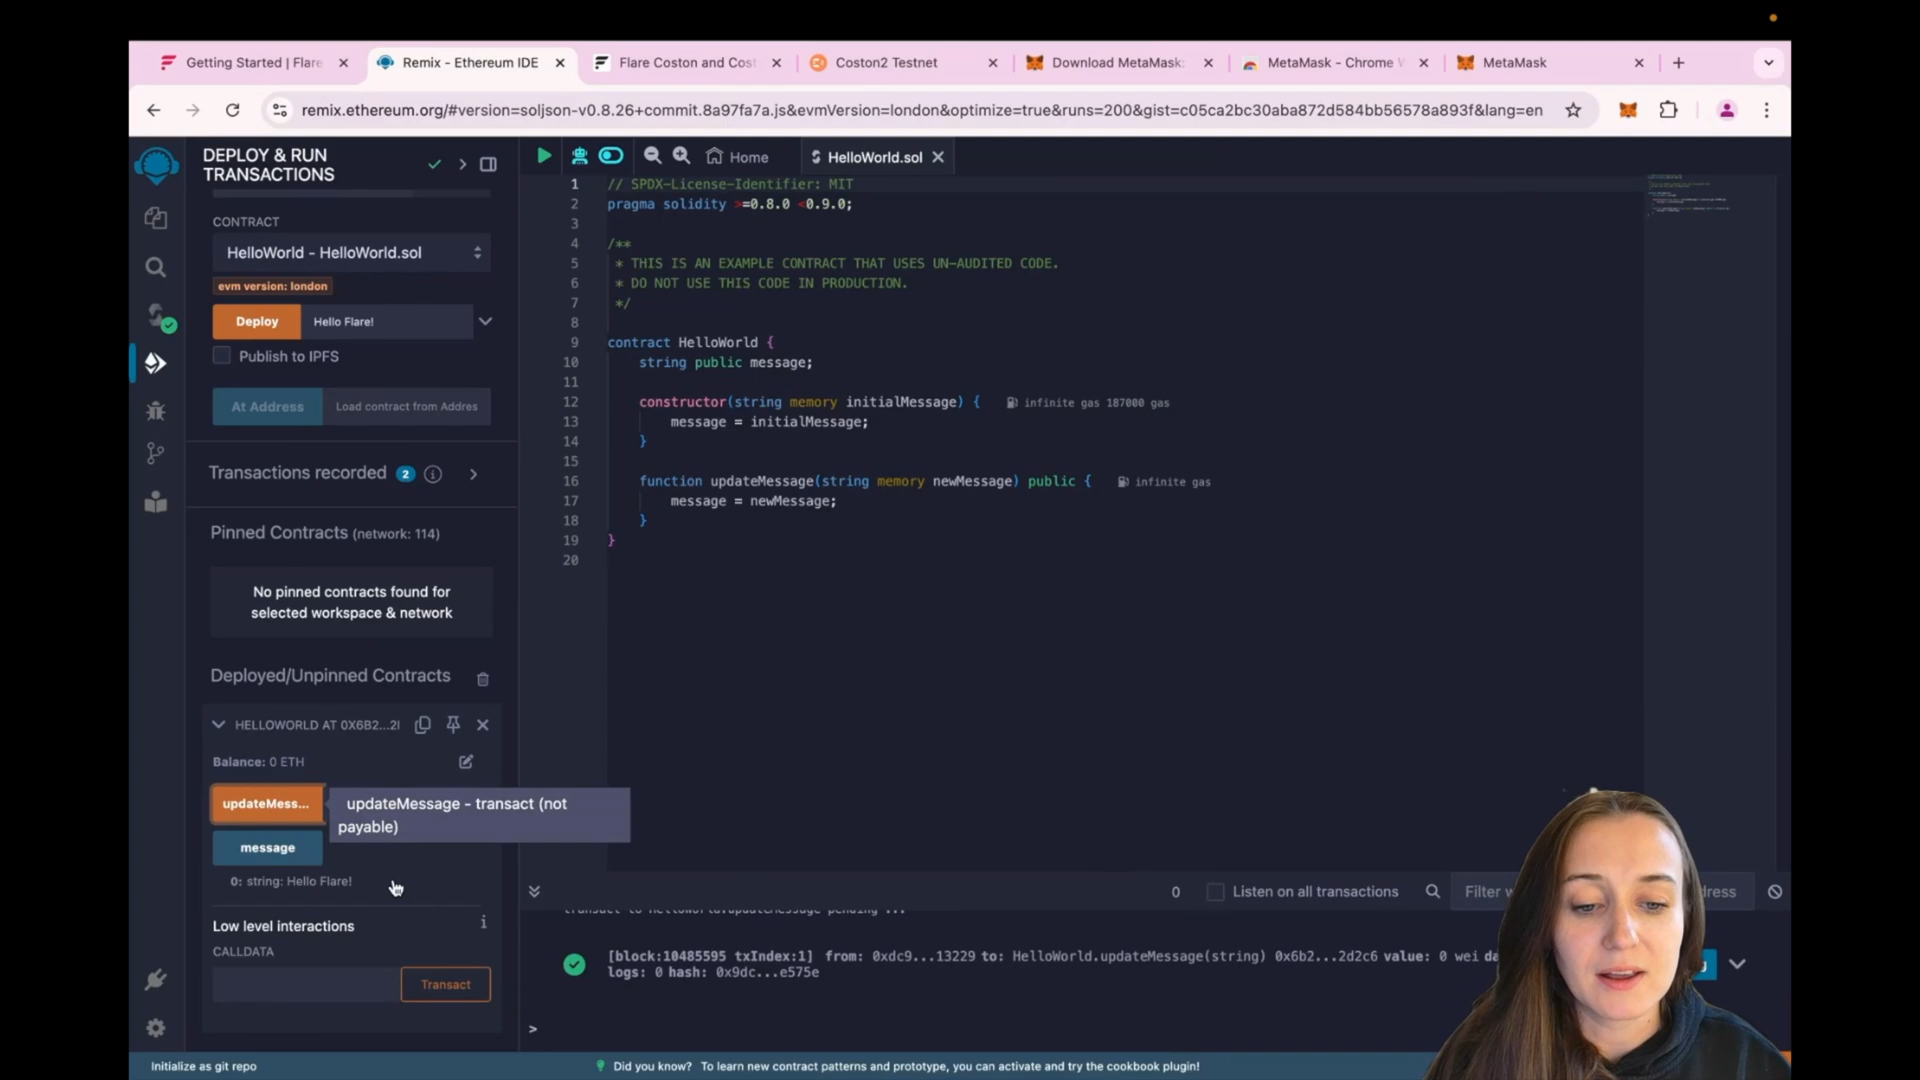 Getting Started | Flare
Remix - Ethereum IDE
Flare Coston and Cos
Coston2 Testnet
Download MetaMask:
MetaMask - Chrome W
MetaMask
remix.ethereum.org/#version=soljson-v0.8.26+commit.8a97fa7a.js&evmVersion=london&optimize=true&runs=200&gist=c05ca2bc30aba872d584bb56578a893f&lang=en
DEPLOY & RUN
TRANSACTIONS
CONTRACT
HelloWorld - HelloWorld.sol
evm version: london
Deploy
Hello Flare!
Publish to IPFS
At Address
Load contract from Addres
Transactions recorded 2 i
Pinned Contracts (network: 114)
No pinned contracts found for
selected workspace & network
Deployed/Unpinned Contracts
HELLOWORLD AT 0X6B2...2
Balance: 0 ETH
updateMess...
updateMessage - transact (not
payable)
message
0: string: Hello Flare!
Low level interactions
i
CALLDATA
Transact
Home
HelloWorld.sol
1 // SPDX-License-Identifier: MIT
2 pragma solidity >=0.8.0 <0.9.0;
3
4 /**
5 * THIS IS AN EXAMPLE CONTRACT THAT USES UN-AUDITED CODE.
6 * DO NOT USE THIS CODE IN PRODUCTION.
7 */
8
9 contract HelloWorld {
10 string public message;
11
12 constructor(string memory initialMessage) { infinite gas 187000 gas
13 message = initialMessage;
14 }
15
16 function updateMessage(string memory newMessage) public { infinite gas
17 message = newMessage;
18 }
19 }
20
0
Listen on all transactions
Filter
dress
transact to HelloWorld.updateMessage pending ...
[block:10485595 txIndex:1] from: 0xdc9...13229 to: HelloWorld.updateMessage(string) 0x6b2...2d2c6 value: 0 wei da
logs: 0 hash: 0x9dc...e575e
>
Initialize as git repo
Did you know? To learn new contract patterns and prototype, you can activate and try the cookbook plugin!